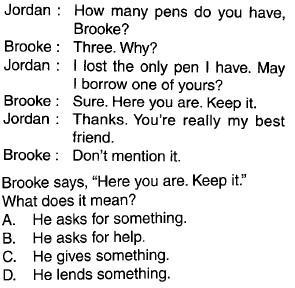 Jordan : How many pens do you have,
Brooke?
Brooke : Three. Why?
Jordan : I lost the only pen I have. May
I borrow one of yours?
Brooke : Sure. Here you are. Keep it.
Jordan : Thanks. You're really my best
friend.
Brooke : Don't mention it.
Brooke says, "Here you are. Keep it."
What does it mean?
A. He asks for something.
B. He asks for help.
C. He gives something.
D. He lends something.